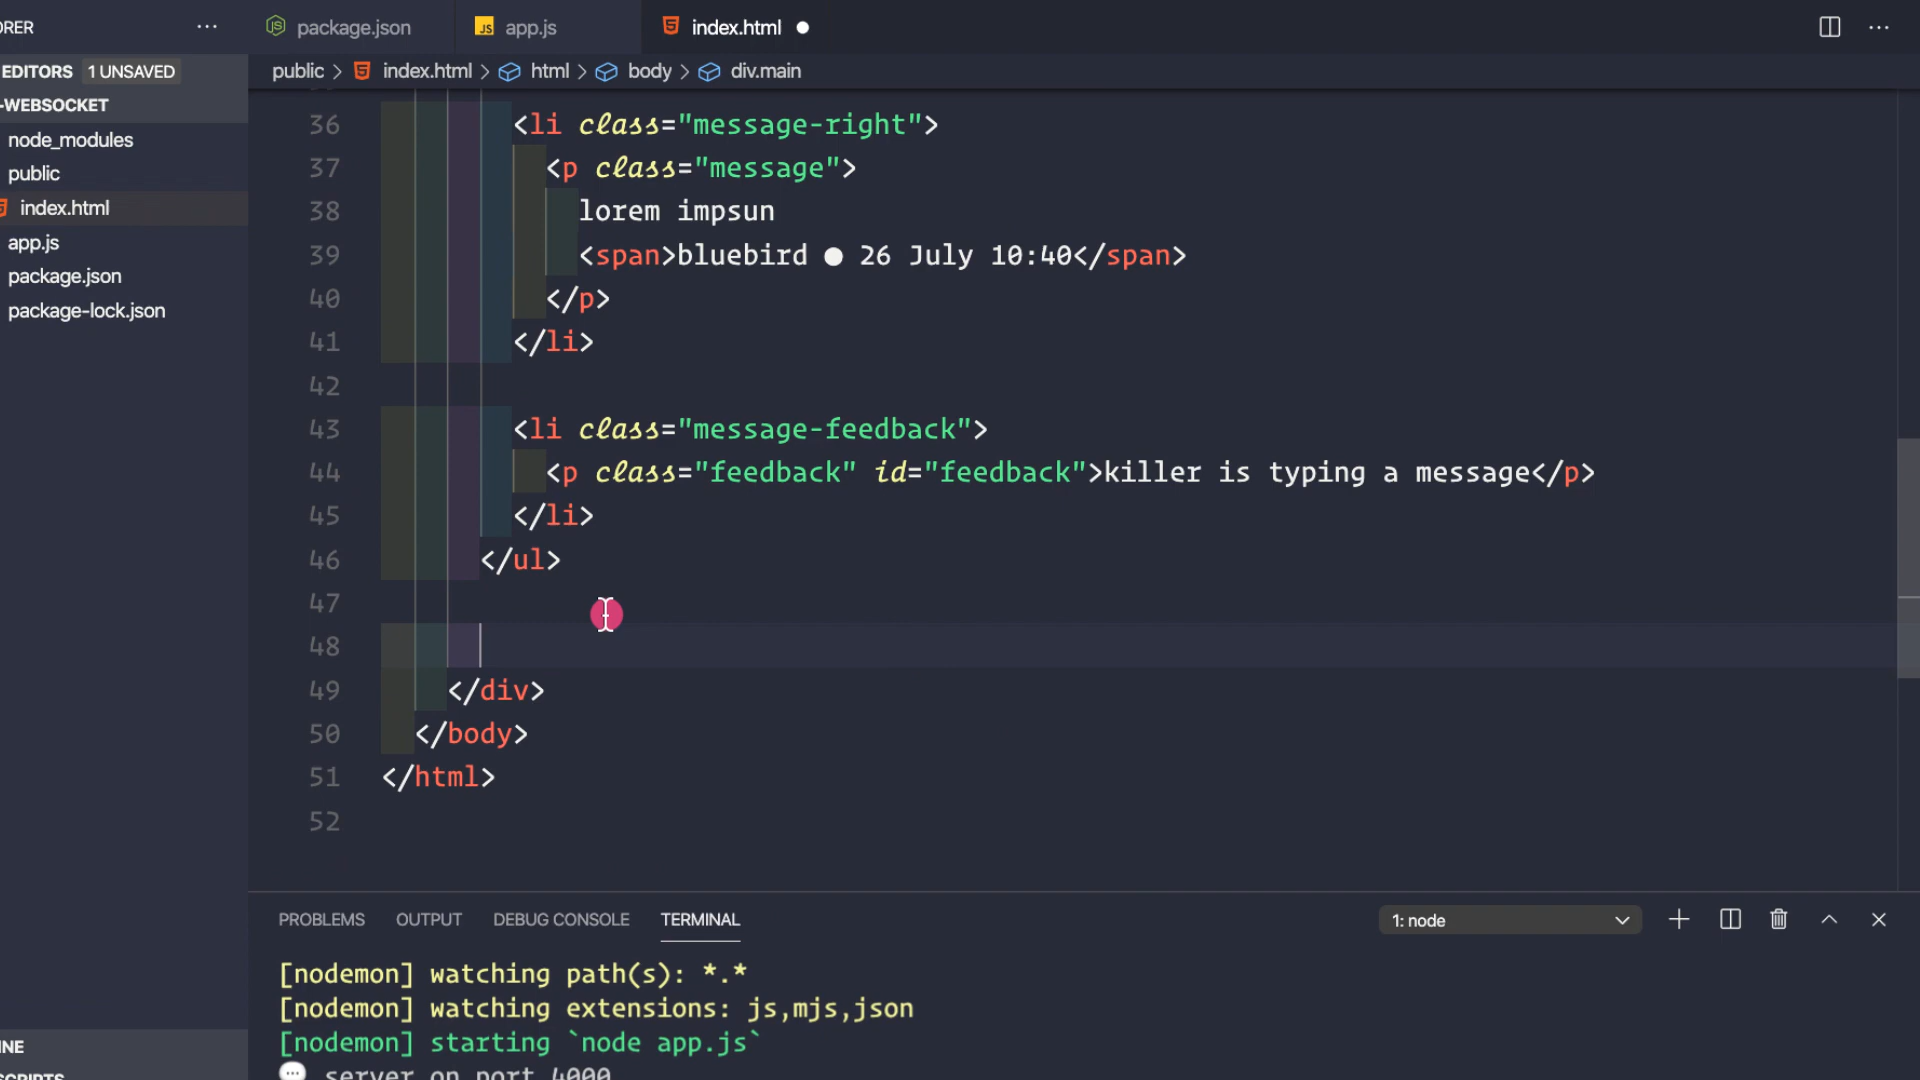 ORER ... package.json JS app.js index.html ● ...
EDITORS 1 UNSAVED
public > index.html > html > body > div.main
-WEBSOCKET
node_modules
public
index.html
app.js
package.json
package-lock.json
36 <li class="message-right">
37 <p class="message">
38 lorem impsun
39 <span>bluebird ● 26 July 10:40</span>
40 </p>
41 </li>
42
43 <li class="message-feedback">
44 <p class="feedback" id="feedback">killer is typing a message</p>
45 </li>
46 </ul>
47
48
49 </div>
50 </body>
51 </html>
52
PROBLEMS OUTPUT DEBUG CONSOLE TERMINAL 1: node
[nodemon] watching path(s): *.*
[nodemon] watching extensions: js,mjs,json
[nodemon] starting `node app.js`
💬 server on port 4000
INE
SCRIPTS